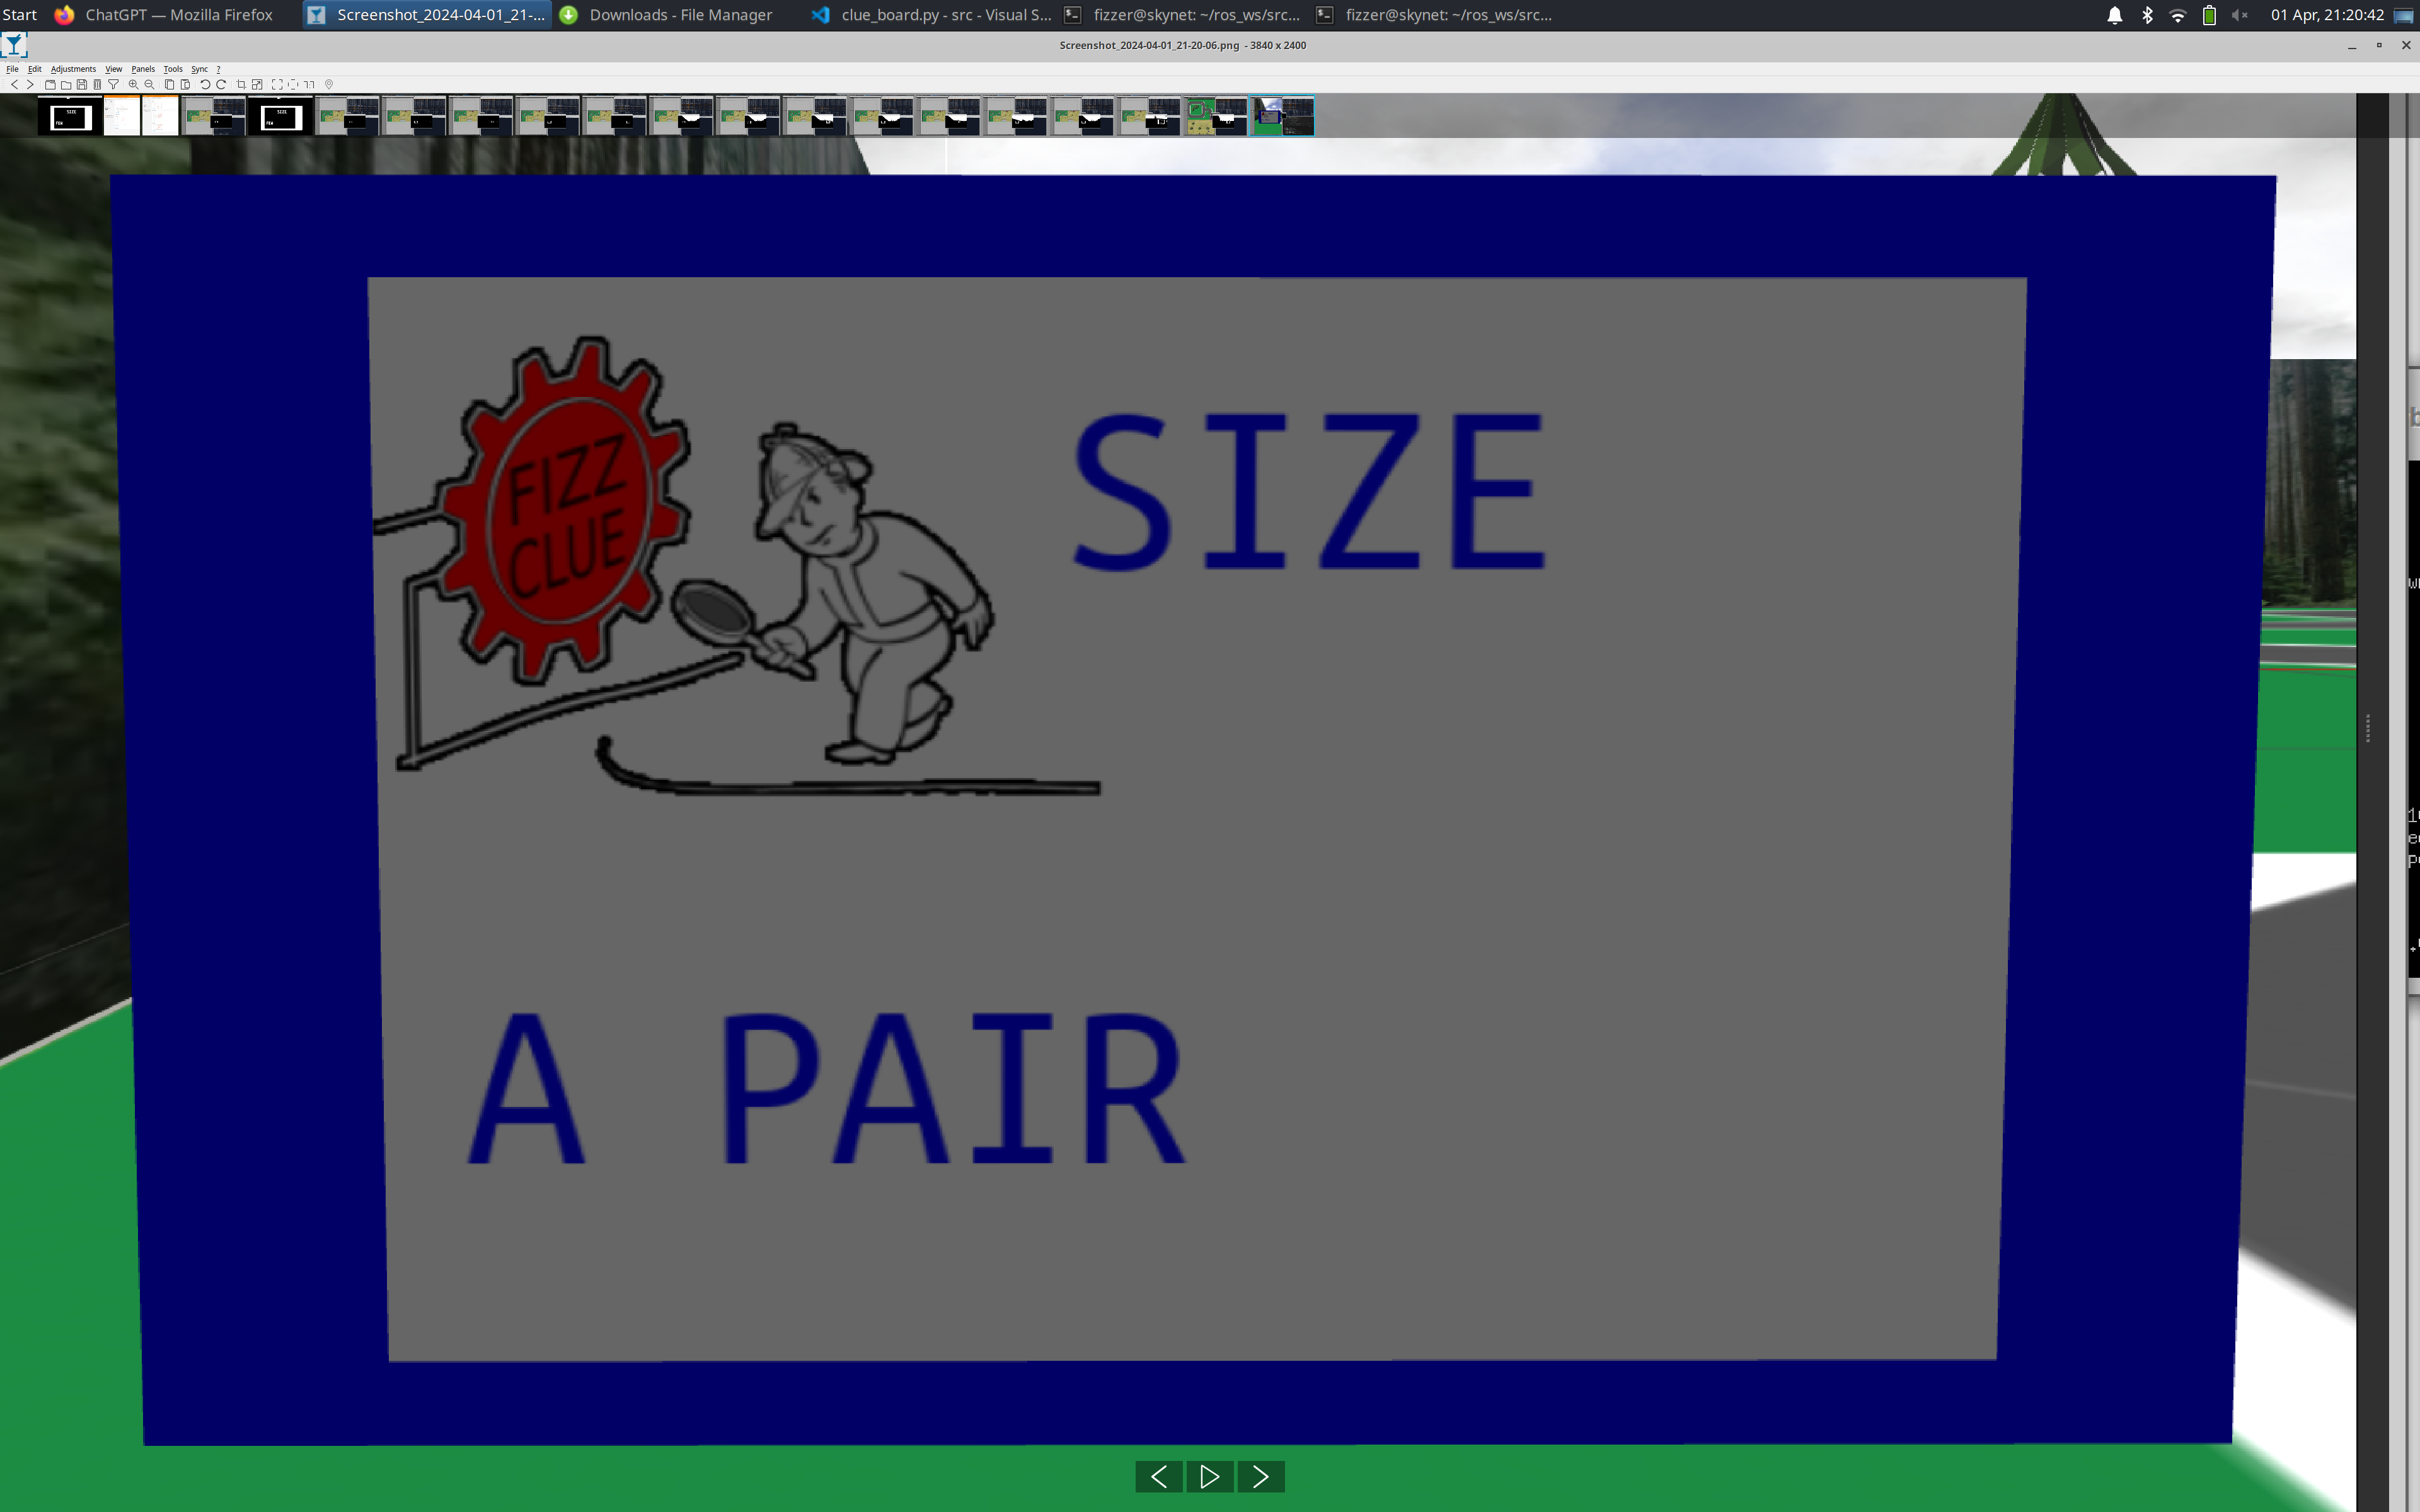 Start ChatGPT — Mozilla Firefox Screenshot_2024-04-01_21-... Downloads - File Manager clue_board.py - src - Visual S... fizzer@skynet: ~/ros_ws/src... fizzer@skynet: ~/ros_ws/src... 01 Apr, 21:20:42
Screenshot_2024-04-01_21-20-06.png - 3840 x 2400
File Edit Adjustments View Panels Tools Sync ?
FIZZ
CLUE
SIZE
A PAIR